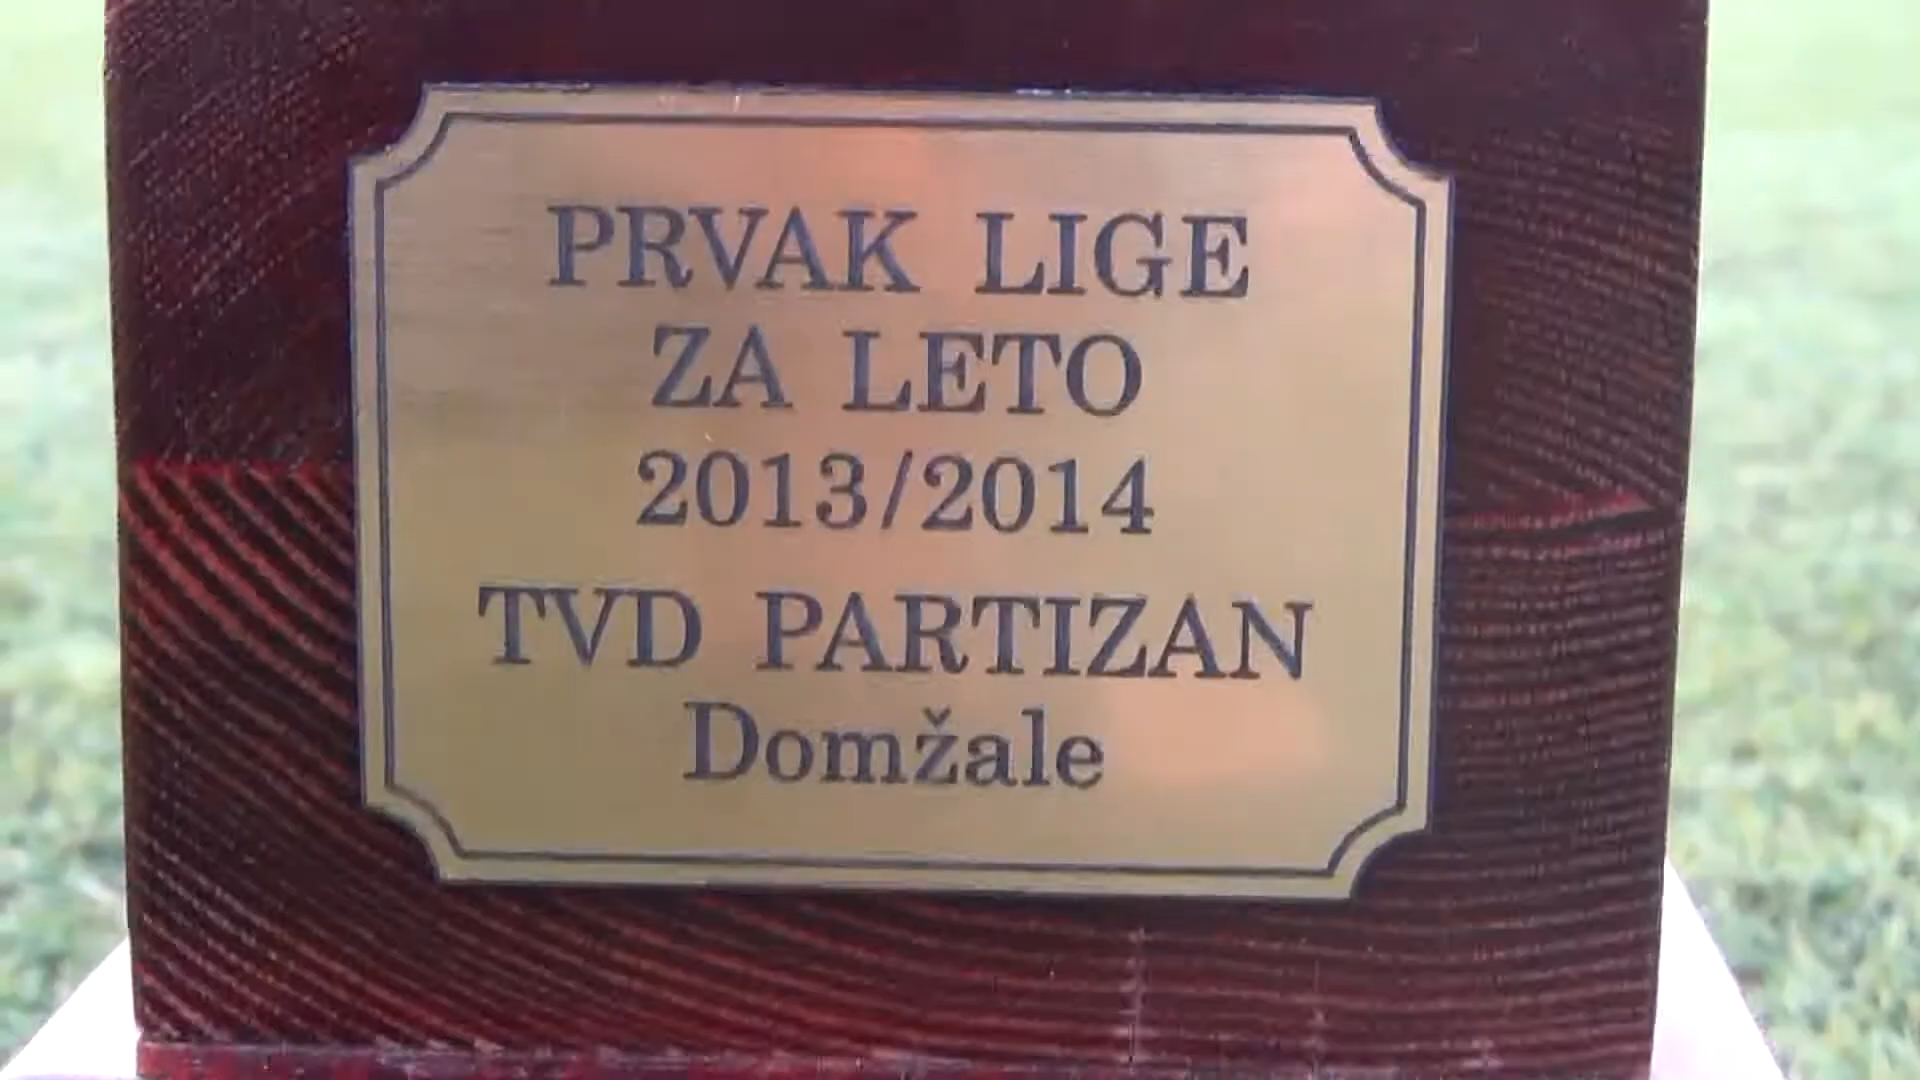 PRVAK LIGE
ZA LETO
2013/2014
TVD PARTIZAN
Domžale